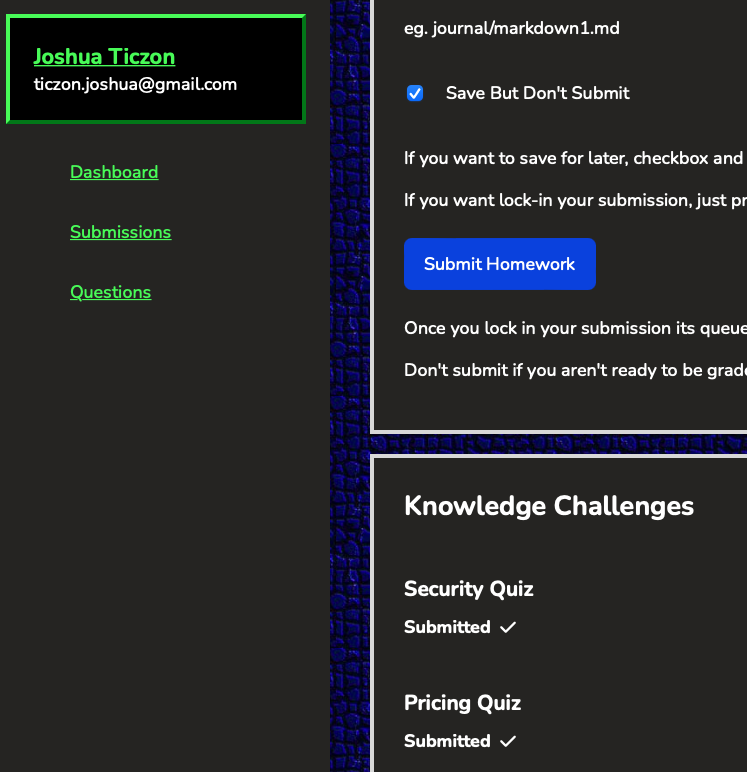 Joshua Ticzon
ticzon.joshua@gmail.com
Dashboard
Submissions
Questions
eg. journal/markdown1.md
Save But Don't Submit
If you want to save for later, checkbox and
If you want lock-in your submission, just
Submit Homework
Once you lock in your submission its
Don't submit if you aren't ready to be
Knowledge Challenges
Security Quiz
Submitted ✓
Pricing Quiz
Submitted ✓